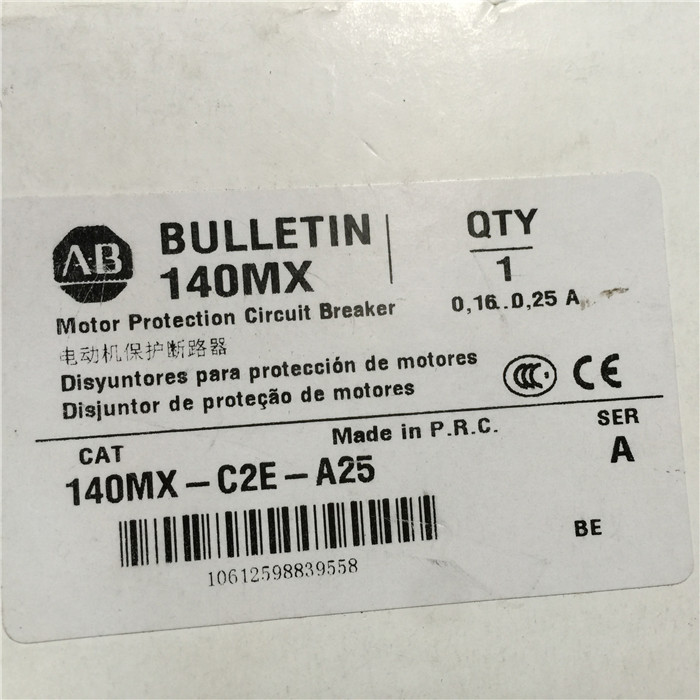 AB
BULLETIN
140MX
QTY
1
0,16..0,25 A
Motor Protection Circuit Breaker
电动机保护断路器
Disyuntores para protección de motores
Disjuntor de proteção de motores
CCC CE
Made in P.R.C.
SER
A
CAT
140MX-C2E-A25
BE
10612598839558